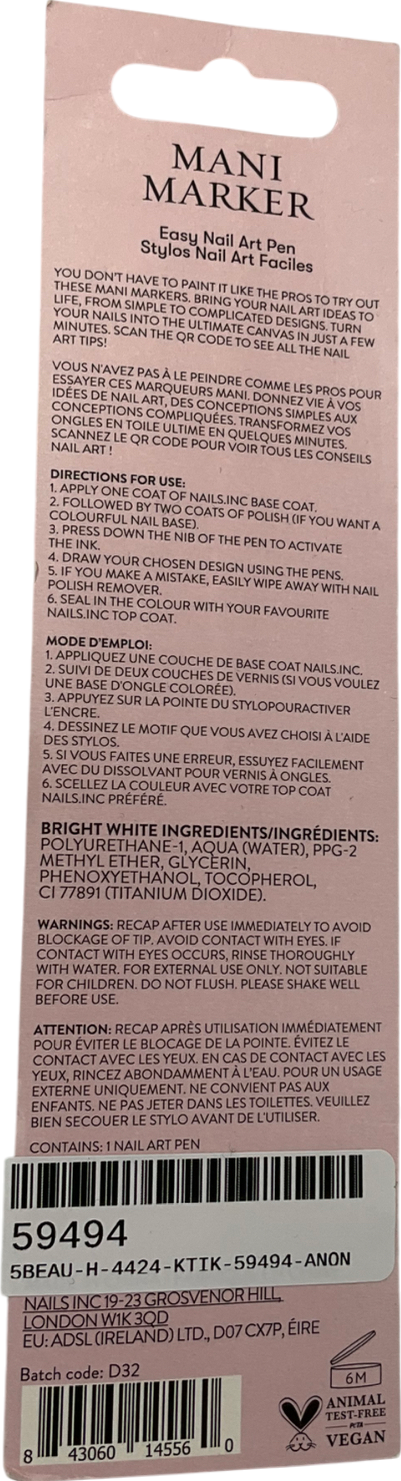 MANI
MARKER
Easy Nail Art Pen
Stylos Nail Art Faciles
YOU DON'T HAVE TO PAINT IT LIKE THE PROS TO TRY OUT
THESE MANI MARKERS. BRING YOUR NAIL ART IDEAS TO
LIFE, FROM SIMPLE TO COMPLICATED DESIGNS. TURN
YOUR NAILS INTO THE ULTIMATE CANVAS IN JUST A FEW
MINUTES. SCAN THE QR CODE TO SEE ALL THE NAIL
ART TIPS!
VOUS N'AVEZ PAS À LE PEINDRE COMME LES PROS POUR
ESSAYER CES MARQUEURS MANI. DONNEZ VIE À VOS
IDÉES DE NAIL ART, DES CONCEPTIONS SIMPLES AUX
CONCEPTIONS COMPLIQUÉES. TRANSFORMEZ VOS
ONGLES EN TOILE ULTIME EN QUELQUES MINUTES.
SCANNEZ LE QR CODE POUR VOIR TOUS LES CONSEILS
NAIL ART !
DIRECTIONS FOR USE:
1. APPLY ONE COAT OF NAILS.INC BASE COAT.
2. FOLLOWED BY TWO COATS OF POLISH (IF YOU WANT A
COLOURFUL NAIL BASE).
3. PRESS DOWN THE NIB OF THE PEN TO ACTIVATE
THE INK.
4. DRAW YOUR CHOSEN DESIGN USING THE PENS.
5. IF YOU MAKE A MISTAKE, EASILY WIPE AWAY WITH NAIL
POLISH REMOVER.
6. SEAL IN THE COLOUR WITH YOUR FAVOURITE
NAILS.INC TOP COAT.
MODE D'EMPLOI:
1. APPLIQUEZ UNE COUCHE DE BASE COAT NAILS.INC.
2. SUIVI DE DEUX COUCHES DE VERNIS (SI VOUS VOULEZ
UNE BASE D'ONGLE COLORÉE).
3. APPUYEZ SUR LA POINTE DU STYLOPOURACTIVER
L'ENCRE.
4. DESSINEZ LE MOTIF QUE VOUS AVEZ CHOISI À L'AIDE
DES STYLOS.
5. SI VOUS FAITES UNE ERREUR, ESSUYEZ FACILEMENT
AVEC DU DISSOLVANT POUR VERNIS À ONGLES.
6. SCELLEZ LA COULEUR AVEC VOTRE TOP COAT
NAILS.INC PRÉFÉRÉ.
BRIGHT WHITE INGREDIENTS/INGRÉDIENTS:
POLYURETHANE-1, AQUA (WATER), PPG-2
METHYL ETHER, GLYCERIN,
PHENOXYETHANOL, TOCOPHEROL,
CI 77891 (TITANIUM DIOXIDE).
WARNINGS: RECAP AFTER USE IMMEDIATELY TO AVOID
BLOCKAGE OF TIP. AVOID CONTACT WITH EYES. IF
CONTACT WITH EYES OCCURS, RINSE THOROUGHLY
WITH WATER. FOR EXTERNAL USE ONLY. NOT SUITABLE
FOR CHILDREN. DO NOT FLUSH. PLEASE SHAKE WELL
BEFORE USE.
ATTENTION: RECAP APRÈS UTILISATION IMMÉDIATEMENT
POUR ÉVITER LE BLOCAGE DE LA POINTE. ÉVITEZ LE
CONTACT AVEC LES YEUX. EN CAS DE CONTACT AVEC LES
YEUX, RINCEZ ABONDAMMENT À L'EAU. POUR UN USAGE
EXTERNE UNIQUEMENT. NE CONVIENT PAS AUX
ENFANTS. NE PAS JETER DANS LES TOILETTES. VEUILLEZ
BIEN SECOUER LE STYLO AVANT DE L'UTILISER.
CONTAINS: 1 NAIL ART PEN
59494
5BEAU-H-4424-KTIK-59494-ANON
NAILS INC 19-23 GROSVENOR HILL,
LONDON W1K 3QD
EU: ADSL (IRELAND) LTD., D07 CX7P, ÉIRE
Batch code: D32
6M
ANIMAL
TEST-FREE
PETA
VEGAN
8 43060 14556 0